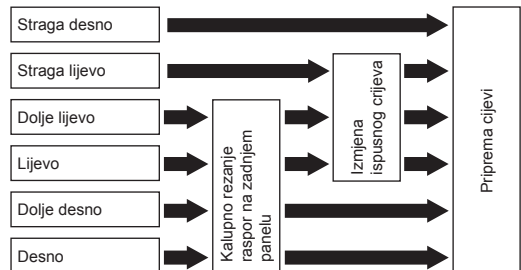 Straga desno
Straga lijevo
Dolje lijevo
Lijevo
Dolje desno
Desno
Kalupno rezanje
raspor na zadnjem
panelu
Izmjena
ispusnog crijeva
Priprema cijevi